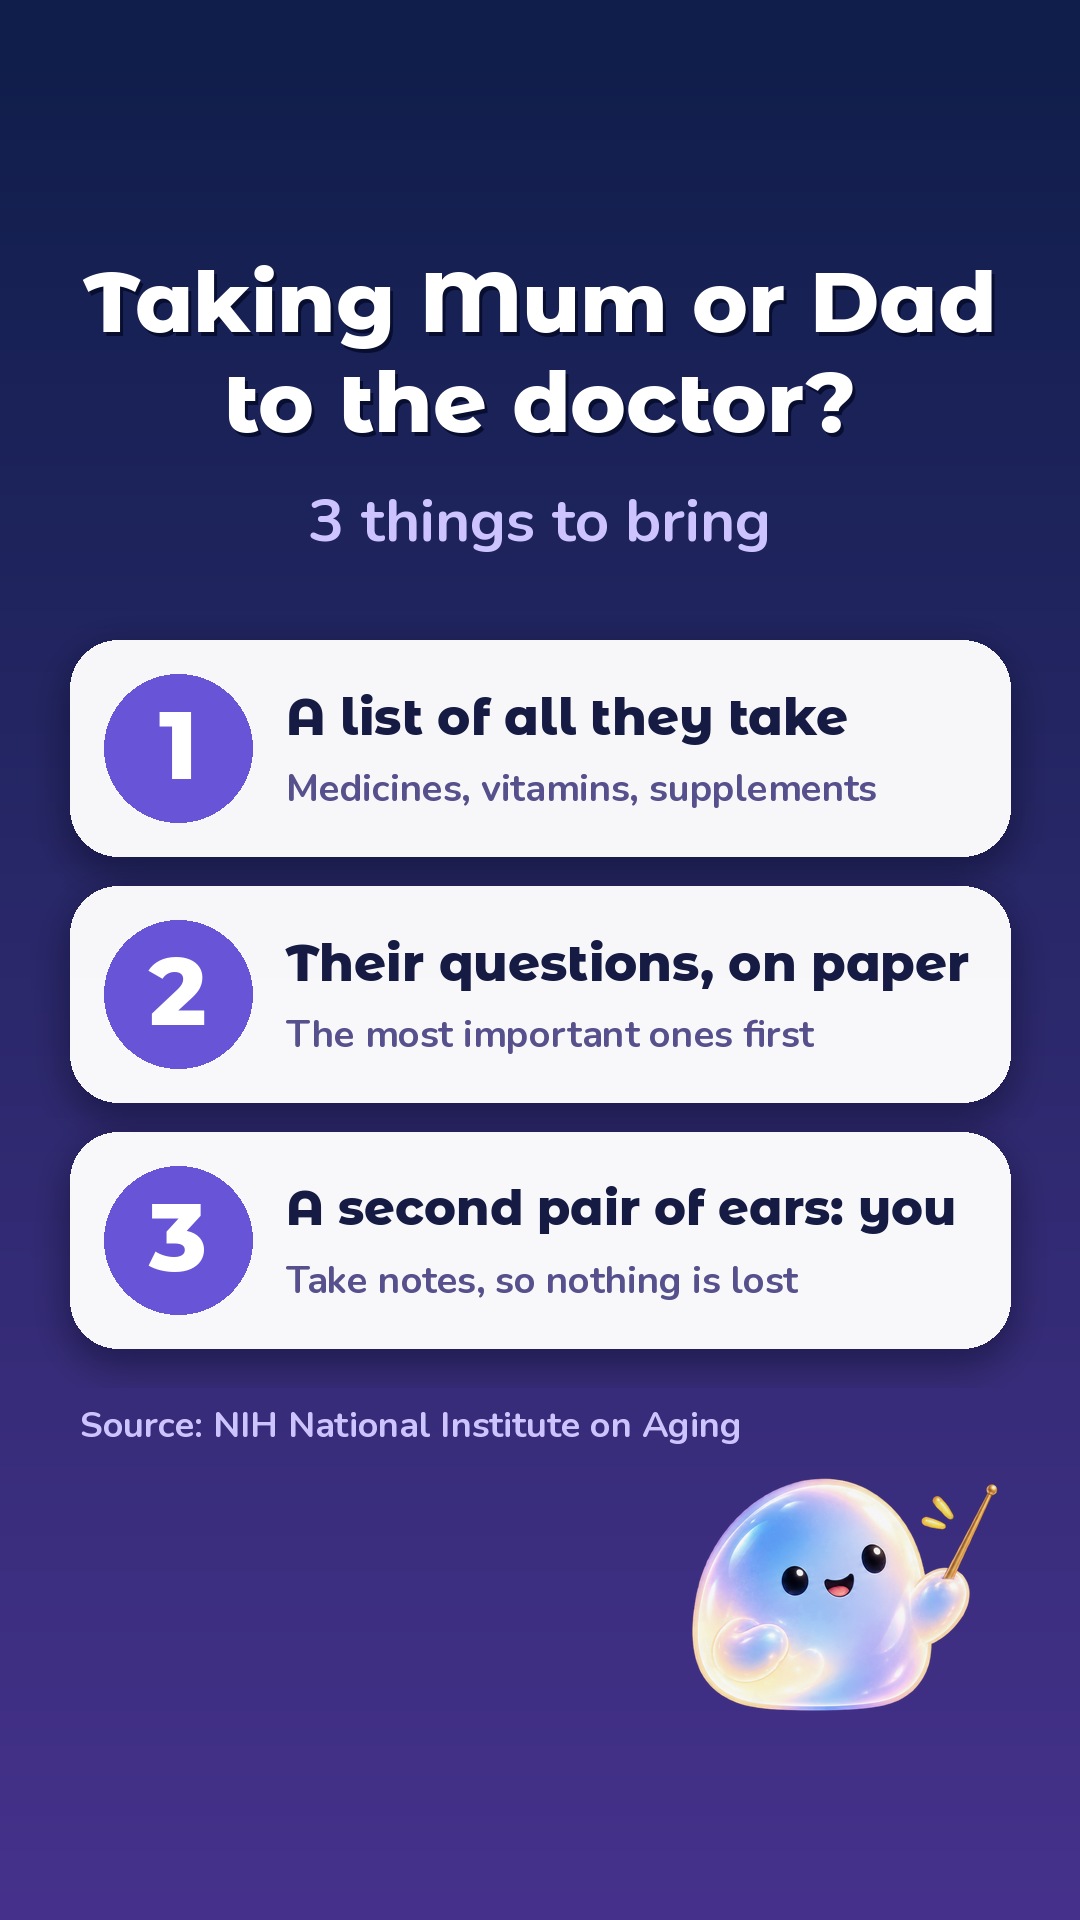 Taking Mum or Dad
to the doctor?
3 things to bring
1
A list of all they take
Medicines, vitamins, supplements
2
Their questions, on paper
The most important ones first
3
A second pair of ears: you
Take notes, so nothing is lost
Source: NIH National Institute on Aging